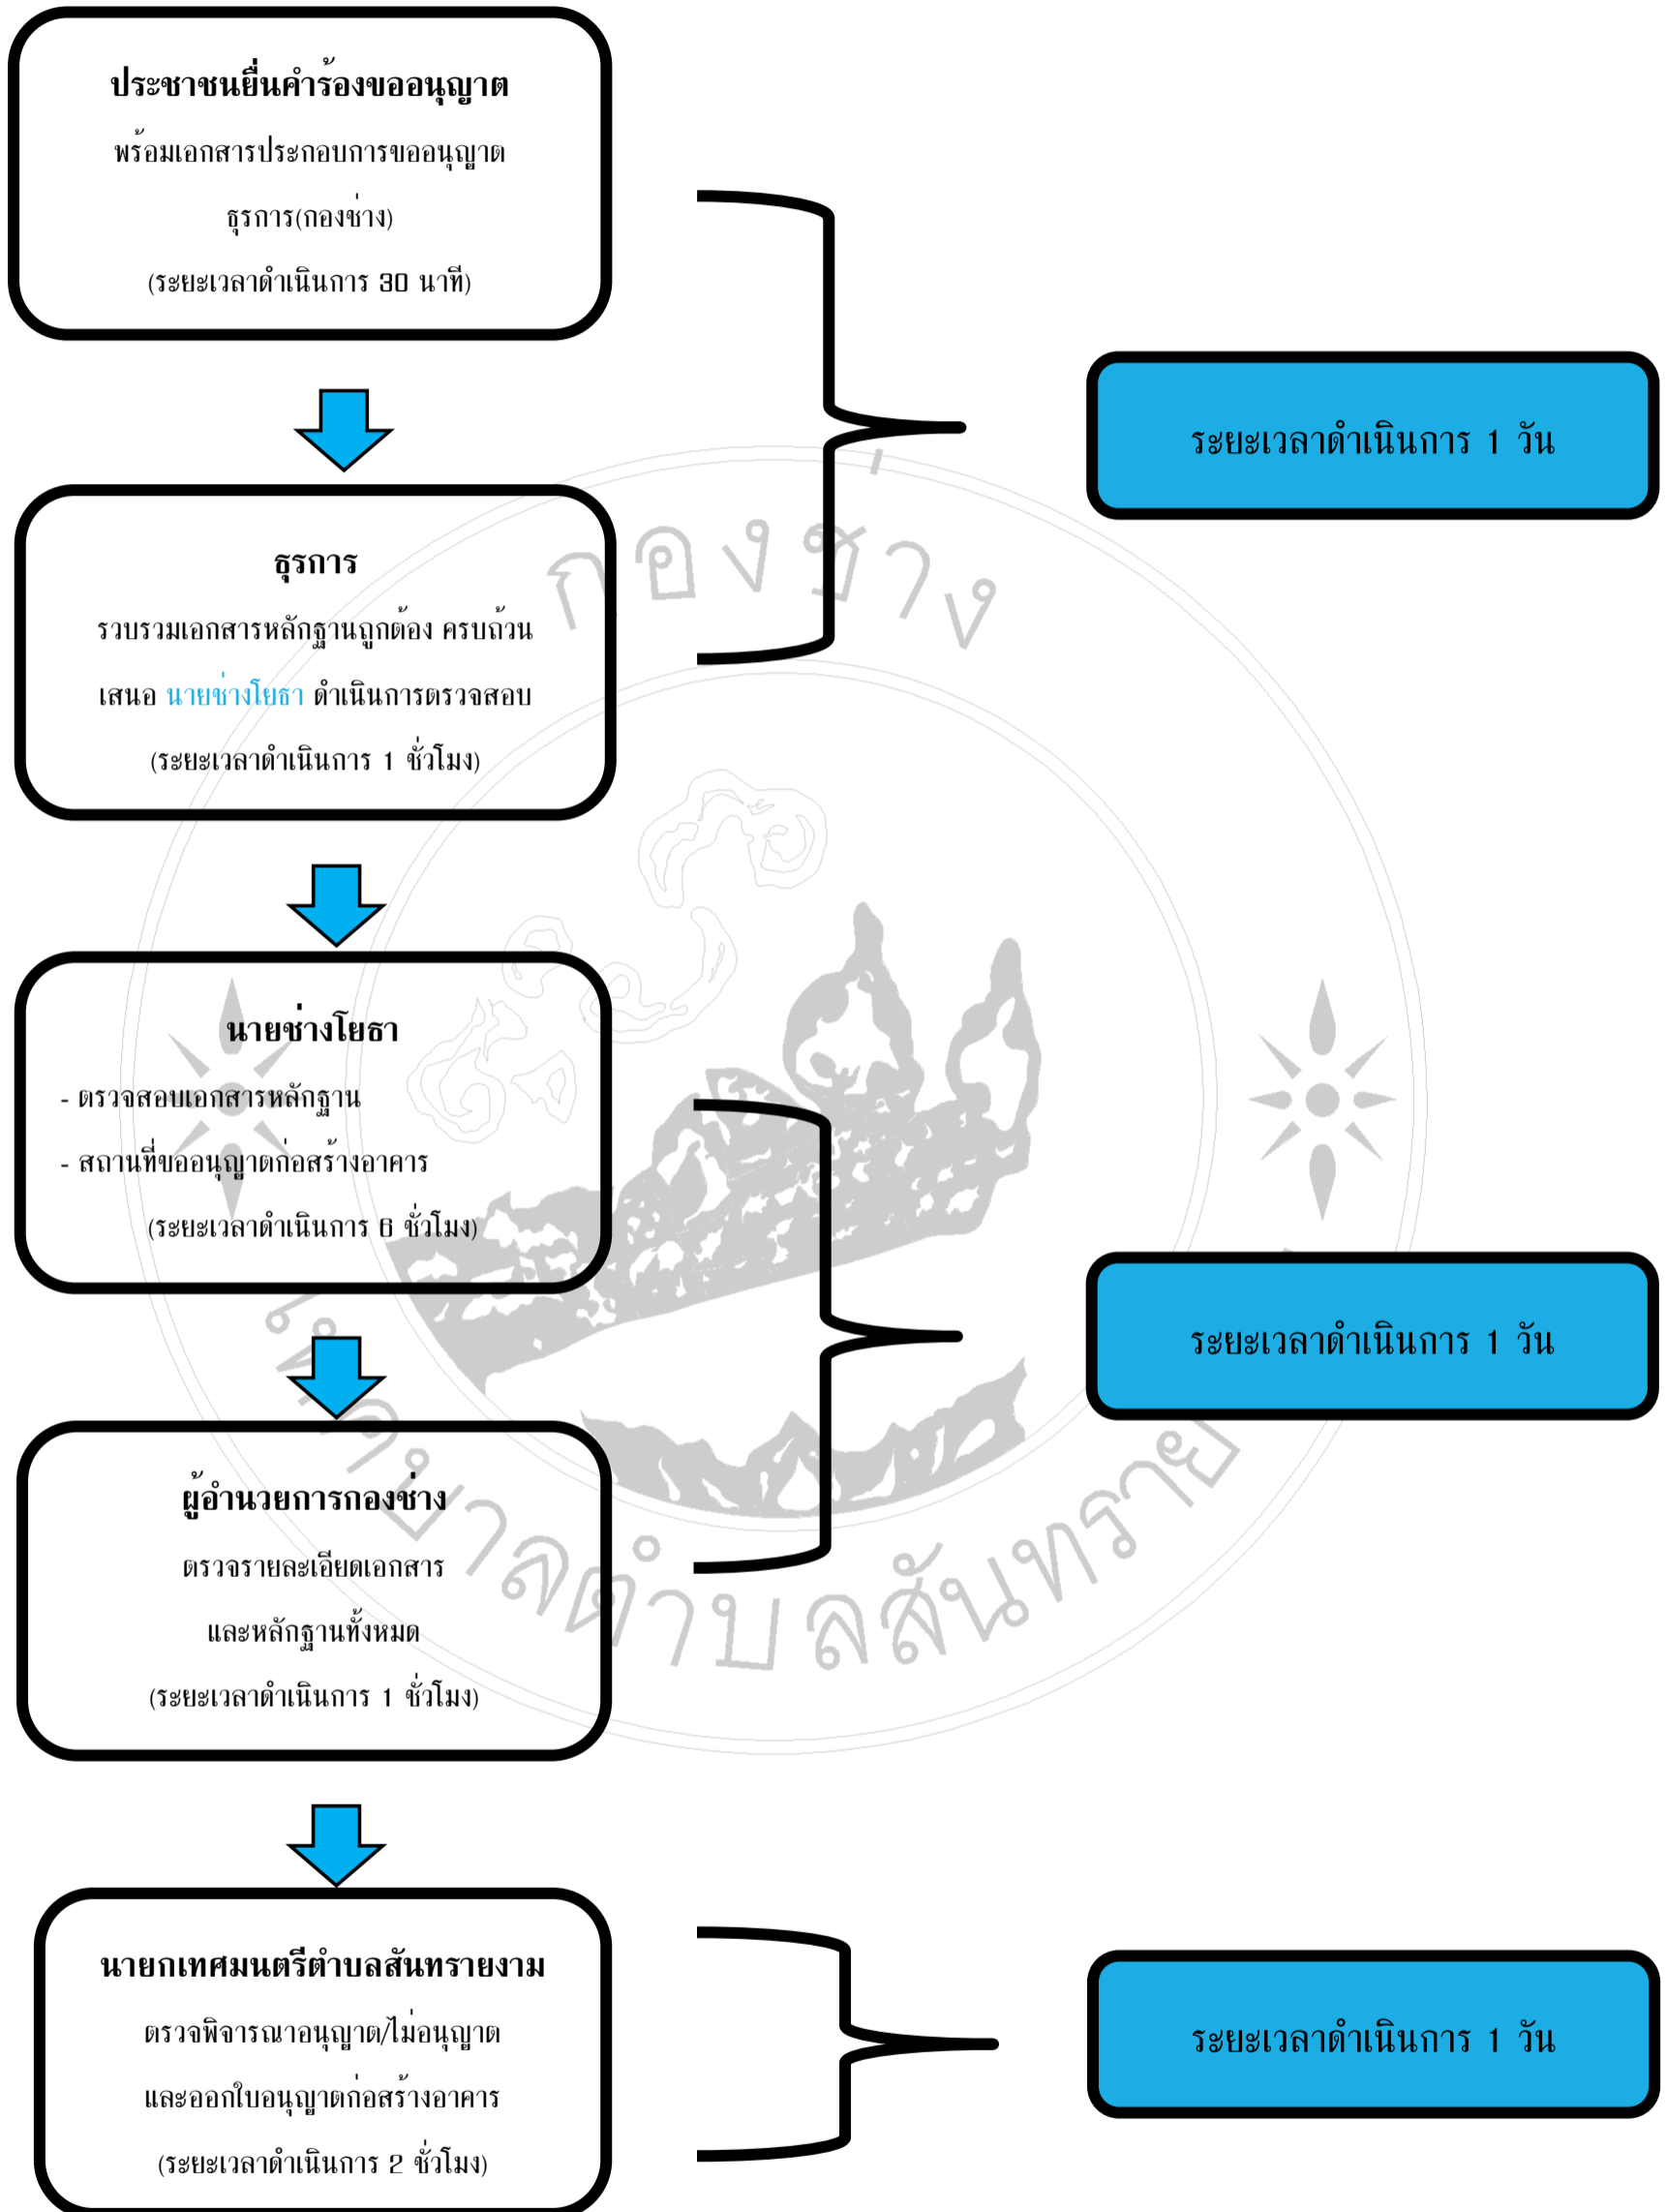 ประชาชนยื่นคำร้องขออนุญาต
พร้อมเอกสารประกอบการขออนุญาต
ธุรการ(กองช่าง)
(ระยะเวลาดำเนินการ 30 นาที)
ระยะเวลาดำเนินการ 1 วัน
กองช่าง
ธุรการ
รวบรวมเอกสารหลักฐานถูกต้อง ครบถ้วน
เสนอ นายช่างโยธา ดำเนินการตรวจสอบ
(ระยะเวลาดำเนินการ 1 ชั่วโมง)
นายช่างโยธา
- ตรวจสอบเอกสารหลักฐาน
- สถานที่ขออนุญาตก่อสร้างอาคาร
(ระยะเวลาดำเนินการ 6 ชั่วโมง)
ระยะเวลาดำเนินการ 1 วัน
ผู้อำนวยการกองช่าง
ตรวจรายละเอียดเอกสาร
และหลักฐานทั้งหมด
(ระยะเวลาดำเนินการ 1 ชั่วโมง)
เทศบาลตำบลสันทราย
นายกเทศมนตรีตำบลสันทรายงาม
ตรวจพิจารณาอนุญาต/ไม่อนุญาต
และออกใบอนุญาตก่อสร้างอาคาร
(ระยะเวลาดำเนินการ 2 ชั่วโมง)
ระยะเวลาดำเนินการ 1 วัน